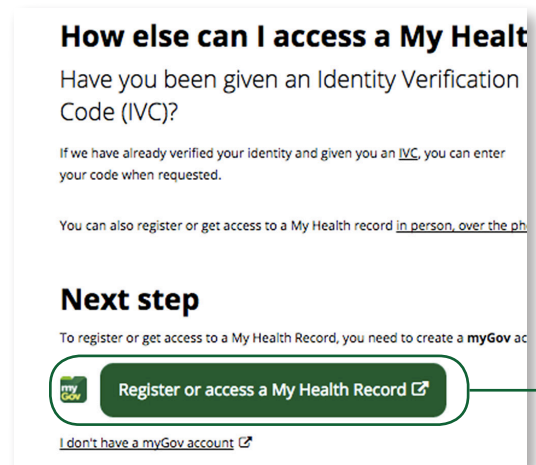 How else can I access a My Healt
Have you been given an Identity Verification
Code (IVC)?
If we have already verified your identity and given you an IVC, you can enter
your code when requested.
You can also register or get access to a My Health record in person, over the ph
Next step
To register or get access to a My Health Record, you need to create a myGov ac
my
Gov
Register or access a My Health Record
I don't have a myGov account